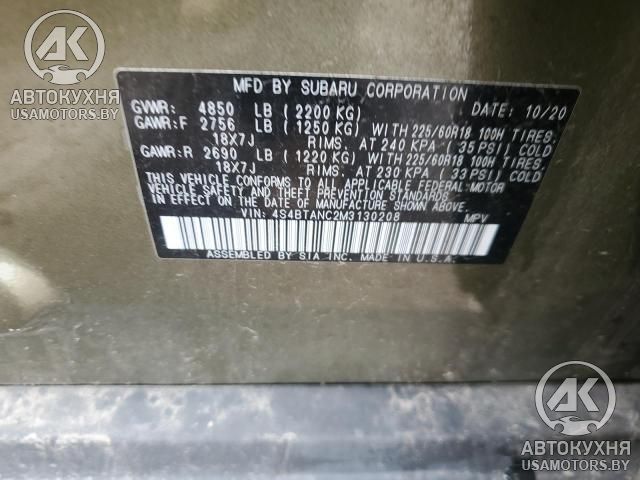 AK
АВТОКУХНЯ
USAMOTORS.BY
MFD BY SUBARU CORPORATION
GVWR: 4850 LB ( 2200 KG) DATE: 10/20
GAWR:F 2756 LB ( 1250 KG) WITH 225/60R18 100H TIRES,
18X7J RIMS, AT 240 KPA ( 35 PSI) COLD
GAWR:R 2690 LB ( 1220 KG) WITH 225/60R18 100H TIRES,
18X7J RIMS, AT 230 KPA ( 33 PSI) COLD
THIS VEHICLE CONFORMS TO ALL APPLICABLE FEDERAL MOTOR
VEHICLE SAFETY AND THEFT PREVENTION STANDARDS
IN EFFECT ON THE DATE OF MANUFACTURE SHOWN ABOVE.
VIN: 4S4BTANC2M3130208 MPV
ASSEMBLED BY SIA INC. MADE IN U.S.A.
AK
АВТОКУХНЯ
USAMOTORS.BY